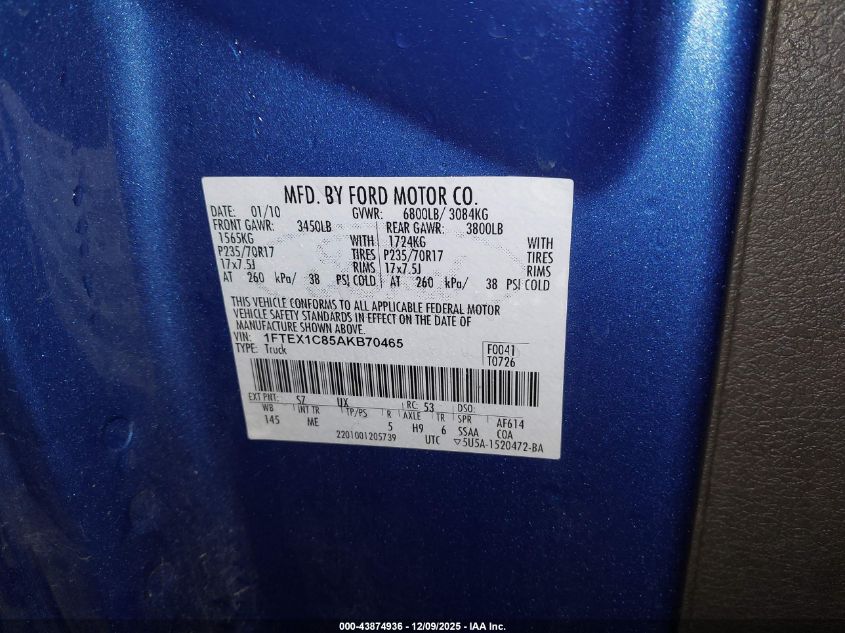 MFD. BY FORD MOTOR CO.
DATE: 01/10 GVWR: 6800LB/ 3084KG
FRONT GAWR: 3450LB REAR GAWR: 3800LB
1565KG WITH 1724KG WITH
P235/70R17 TIRES P235/70R17 TIRES
17x7.5J RIMS 17x7.5J RIMS
AT 260 kPa/ 38 PSI COLD AT 260 kPa/ 38 PSI COLD
THIS VEHICLE CONFORMS TO ALL APPLICABLE FEDERAL MOTOR
VEHICLE SAFETY STANDARDS IN EFFECT ON THE DATE OF
MANUFACTURE SHOWN ABOVE.
VIN: 1FTEX1C85AKB70465 F0041
TYPE: Truck T0726
EXT PNT: SZ UX RC: 53 DSO:
WB INT TR TP/PS R AXLE TR SPR AF614
145 ME 5 H9 6 SSAA COA
2201001205739 UTC ▽5U5A-1520472-BA
000-43874936 - 12/09/2025 - IAA Inc.